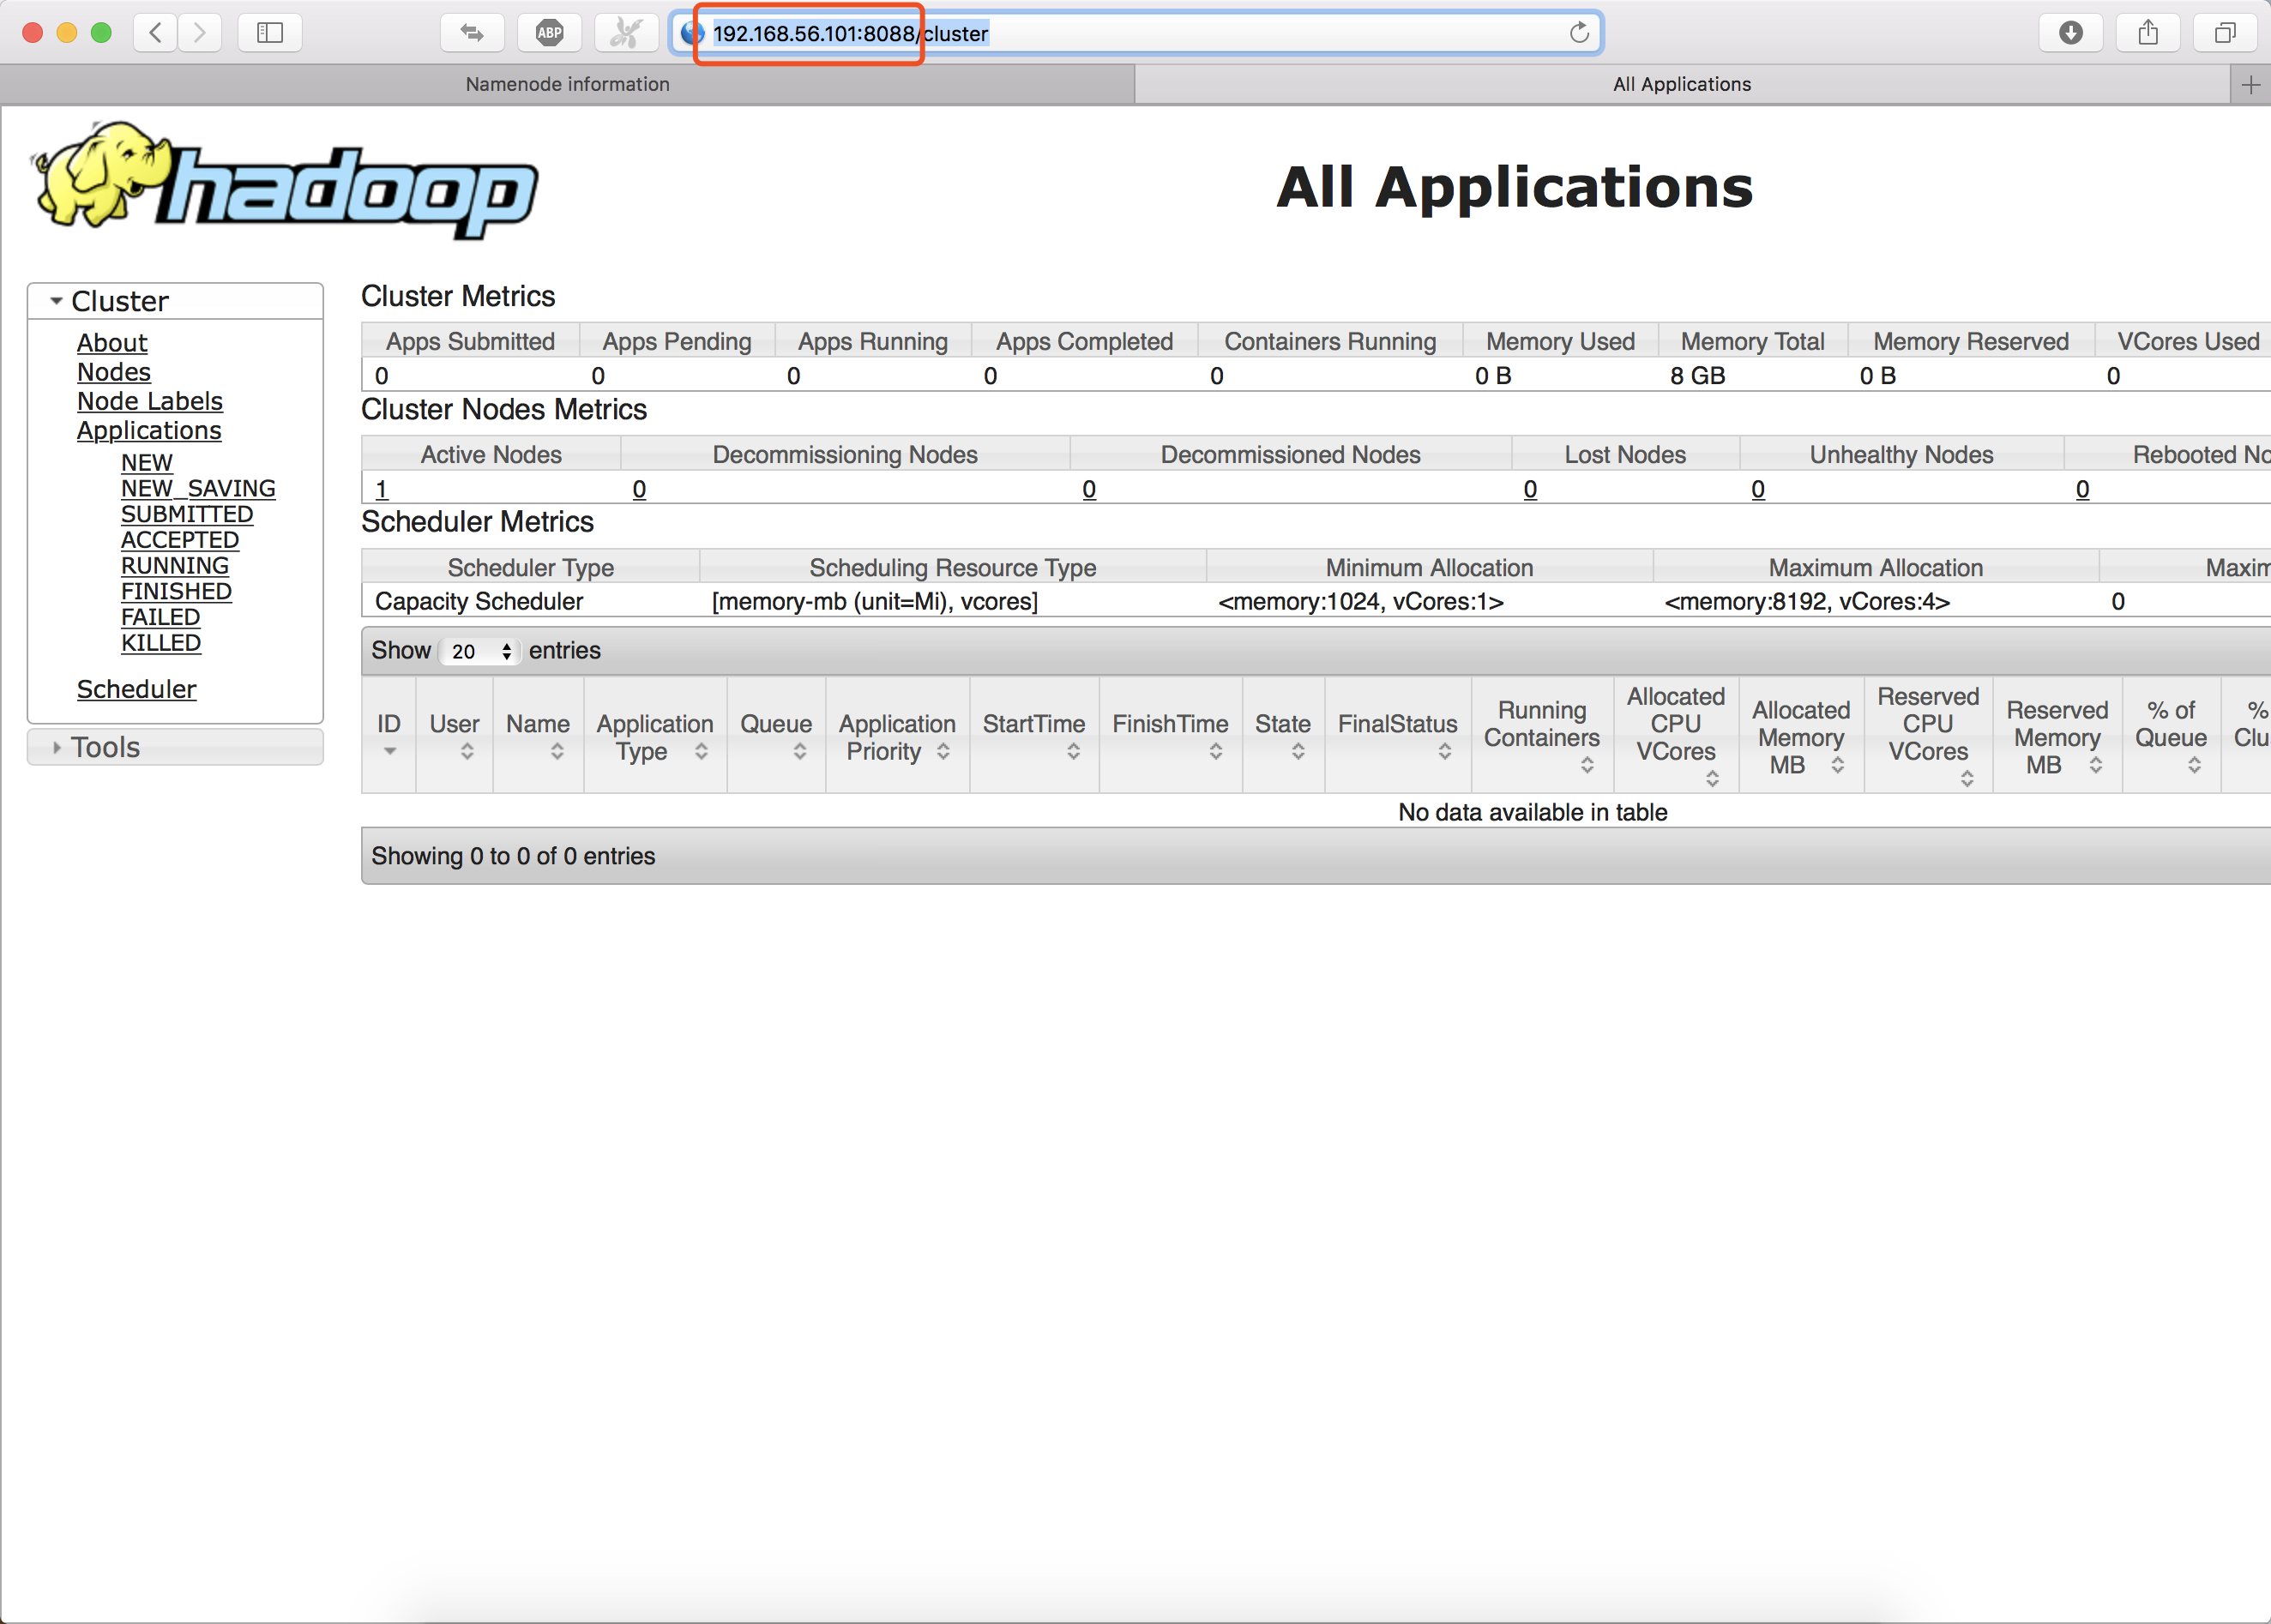 ABP
192.168.56.101:8088/cluster
Namenode information
All Applications
hadoop
All Applications
Cluster
About
Nodes
Node Labels
Applications
NEW
NEW_SAVING
SUBMITTED
ACCEPTED
RUNNING
FINISHED
FAILED
KILLED
Scheduler
Tools
Cluster Metrics
Apps Submitted Apps Pending Apps Running Apps Completed Containers Running Memory Used Memory Total Memory Reserved VCores Used
0 0 0 0 0 0 B 8 GB 0 B 0
Cluster Nodes Metrics
Active Nodes Decommissioning Nodes Decommissioned Nodes Lost Nodes Unhealthy Nodes Rebooted No
1 0 0 0 0 0
Scheduler Metrics
Scheduler Type Scheduling Resource Type Minimum Allocation Maximum Allocation Maxim
Capacity Scheduler [memory-mb (unit=Mi), vcores] <memory:1024, vCores:1> <memory:8192, vCores:4> 0
Show 20 entries
ID User Name Application Type Queue Application Priority StartTime FinishTime State FinalStatus Running Containers Allocated CPU VCores Allocated Memory MB Reserved CPU VCores Reserved Memory MB % of Queue % Clu
No data available in table
Showing 0 to 0 of 0 entries